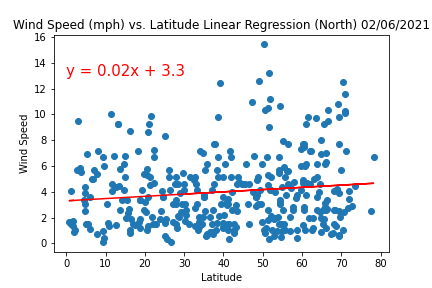 Wind Speed (mph) vs. Latitude Linear Regression (North) 02/06/2021
16
14
y = 0.02x + 3.3
12
10
8
6
4
2
0
Wind Speed
0 10 20 30 40 50 60 70 80
Latitude